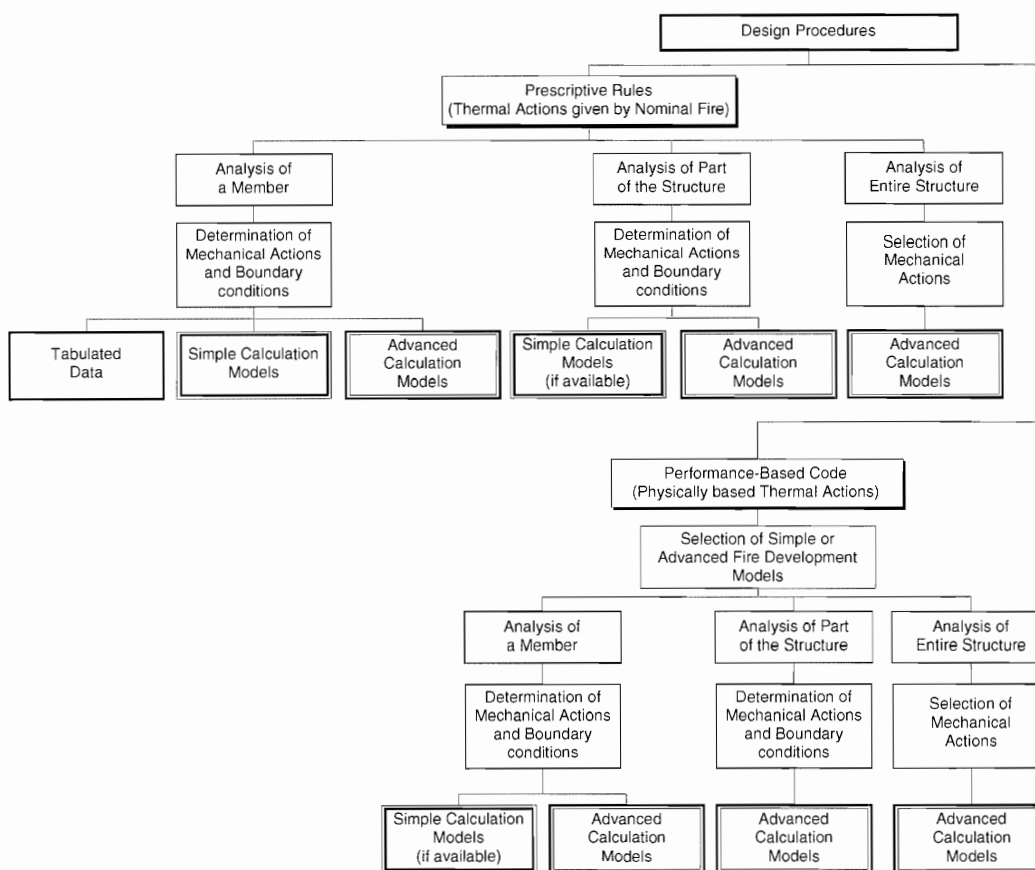 Design Procedures
Prescriptive Rules
(Thermal Actions given by Nominal Fire)
Analysis of
a Member
Analysis of Part
of the Structure
Analysis of
Entire Structure
Determination of
Mechanical Actions
and Boundary
conditions
Determination of
Mechanical Actions
and Boundary
conditions
Selection of
Mechanical
Actions
Tabulated
Data
Simple Calculation
Models
Advanced
Calculation
Models
Simple Calculation
Models
(if available)
Advanced
Calculation
Models
Advanced
Calculation
Models
Performance-Based Code
(Physically based Thermal Actions)
Selection of Simple or
Advanced Fire Development
Models
Analysis of
a Member
Analysis of Part
of the Structure
Analysis of
Entire Structure
Determination of
Mechanical Actions
and Boundary
conditions
Determination of
Mechanical Actions
and Boundary
conditions
Selection of
Mechanical
Actions
Simple Calculation
Models
(if available)
Advanced
Calculation
Models
Advanced
Calculation
Models
Advanced
Calculation
Models